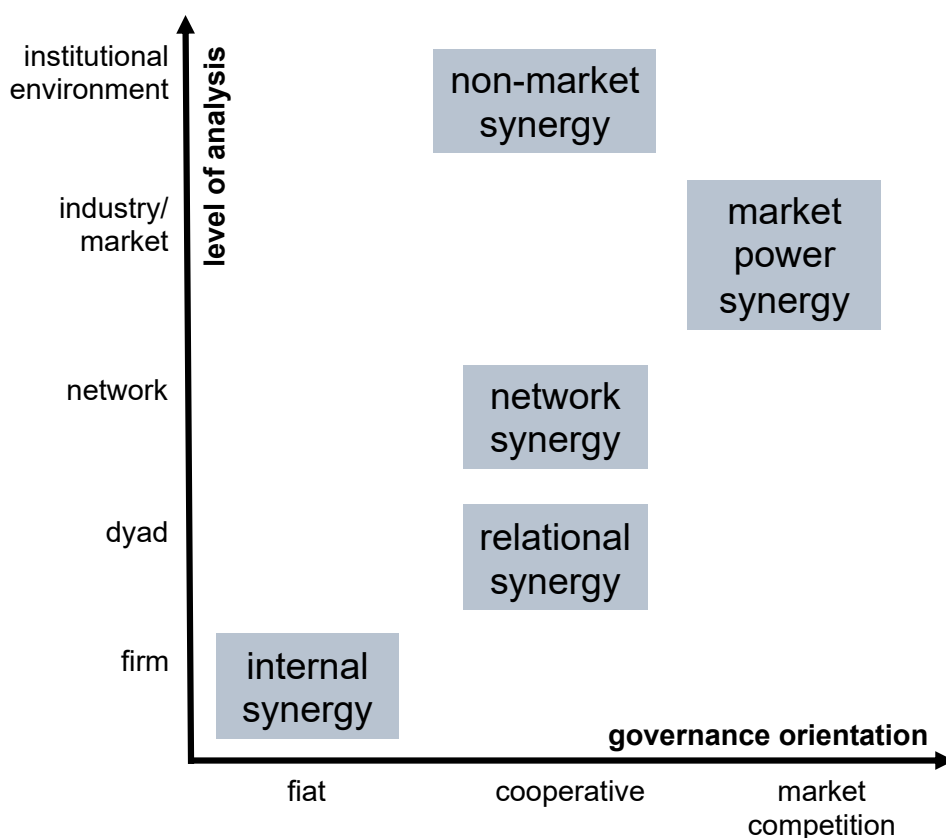 institutional
environment
level of analysis
non-market
synergy
industry/
market
market
power
synergy
network
network
synergy
dyad
relational
synergy
firm
internal
synergy
governance orientation
fiat
cooperative
market
competition